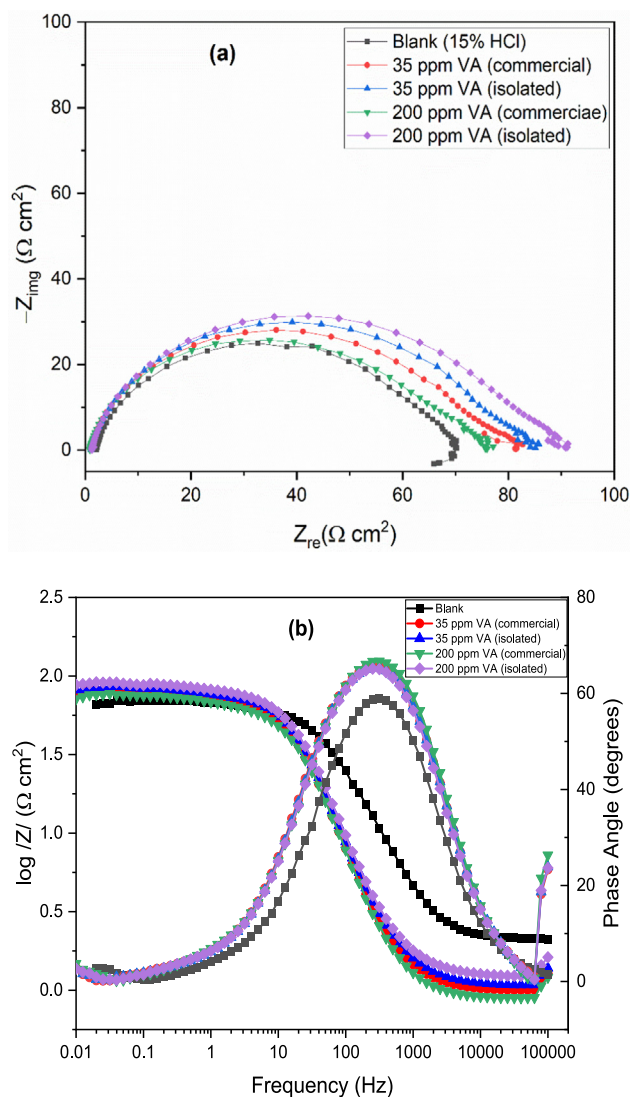 (a)
Blank (15% HCl)
35 ppm VA (commercial)
35 ppm VA (isolated)
200 ppm VA (commerciae)
200 ppm VA (isolated)
100
80
60
40
20
0
−Zimg (Ω cm²)
0 20 40 60 80 100
Zre(Ω cm²)
(b)
Blank
35 ppm VA (commercial)
35 ppm VA (isolated)
200 ppm VA (commercial)
200 ppm VA (isolated)
2.5
2.0
1.5
1.0
0.5
0.0
log /Z/ (Ω cm²)
80
60
40
20
0
Phase Angle (degrees)
0.01 0.1 1 10 100 1000 10000 100000
Frequency (Hz)